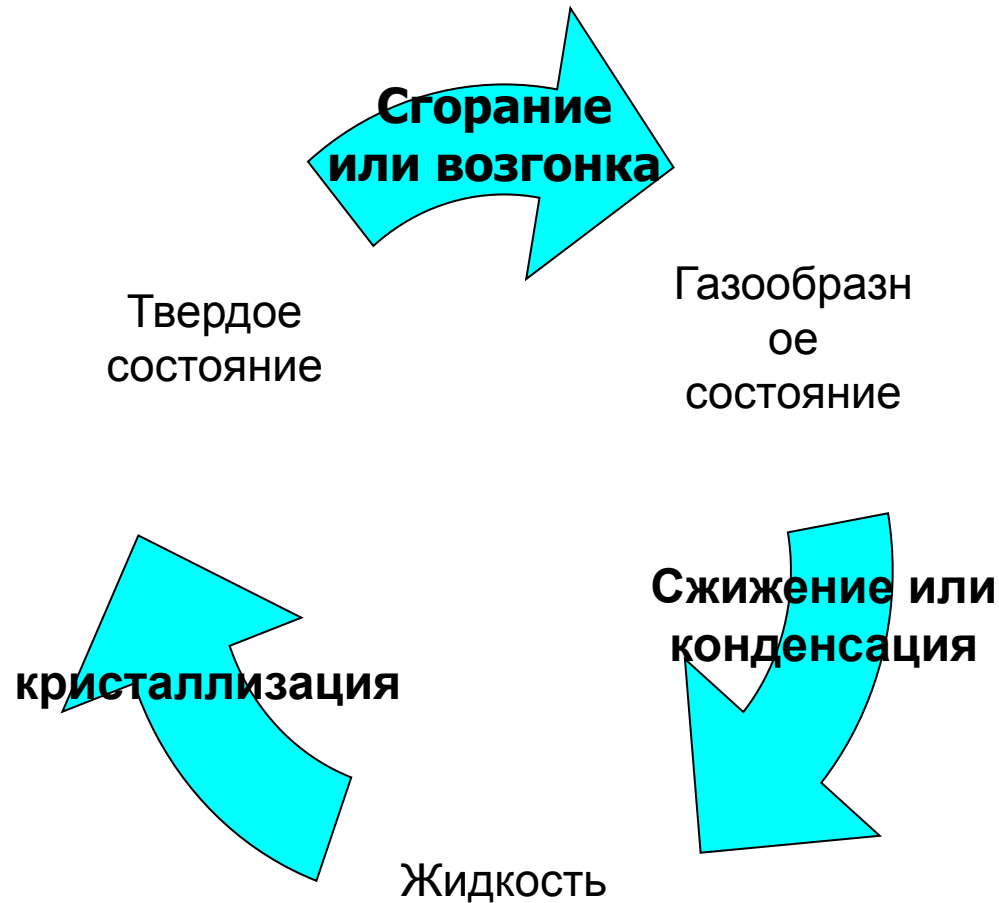 Сгорание
или возгонка
Твердое
состояние
Газообразн
ое
состояние
Сжижение или
конденсация
кристаллизация
Жидкость